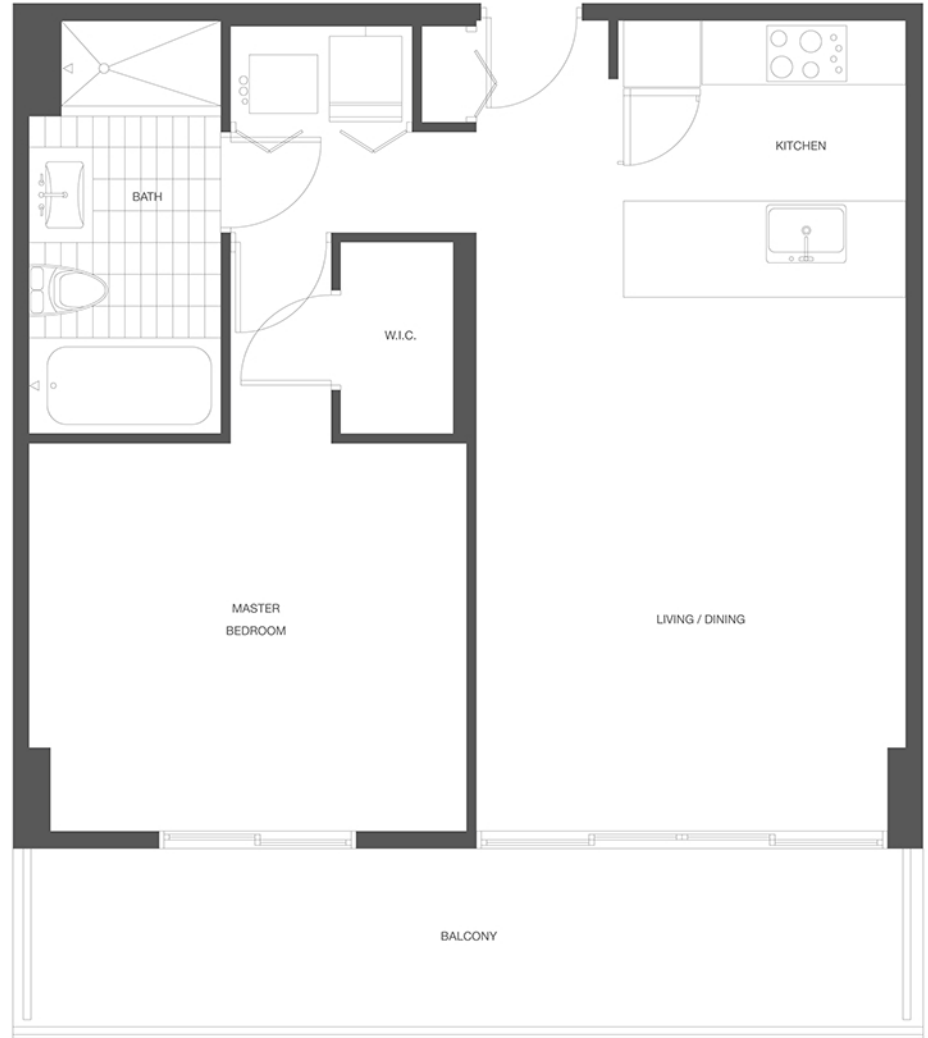 KITCHEN
BATH
W.I.C.
MASTER
BEDROOM
LIVING / DINING
BALCONY